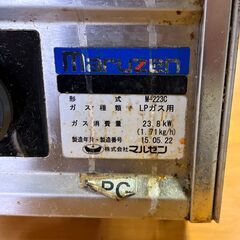 maruzen
形 式 M-223C
ガス・種類 LPガス用
ガス消費量 23.8kW
(1.71kg/h)
製造年月・製造番号 15.05.22
株式会社マルゼン
PC